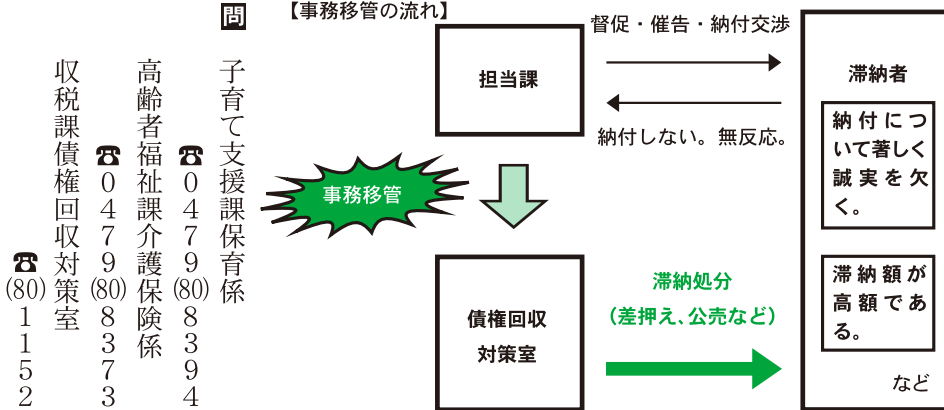 問
子育て支援課保育係
☎0479(80)8394
高齢者福祉課介護保険係
☎0479(80)8373
収税課債権回収対策室
☎(80)1152
【事務移管の流れ】
担当課
督促・催告・納付交渉
納付しない。無反応。
事務移管
債権回収
対策室
滞納処分
（差押え、公売など）
滞納者
納付につ
いて著しく
誠実を欠
く。
滞納額が
高額であ
る。
など